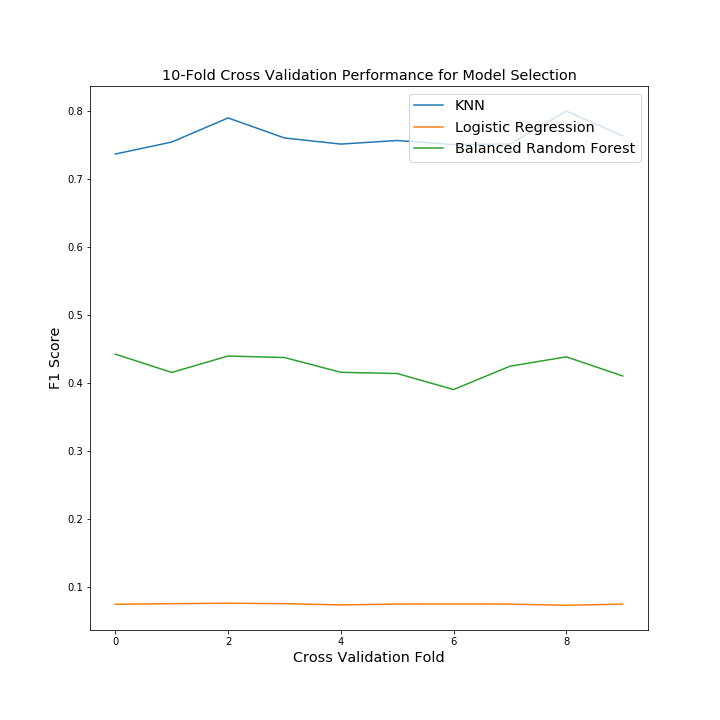 10-Fold Cross Validation Performance for Model Selection
KNN
Logistic Regression
Balanced Random Forest
0.8
0.7
0.6
0.5
0.4
0.3
0.2
0.1
F1 Score
0 2 4 6 8
Cross Validation Fold